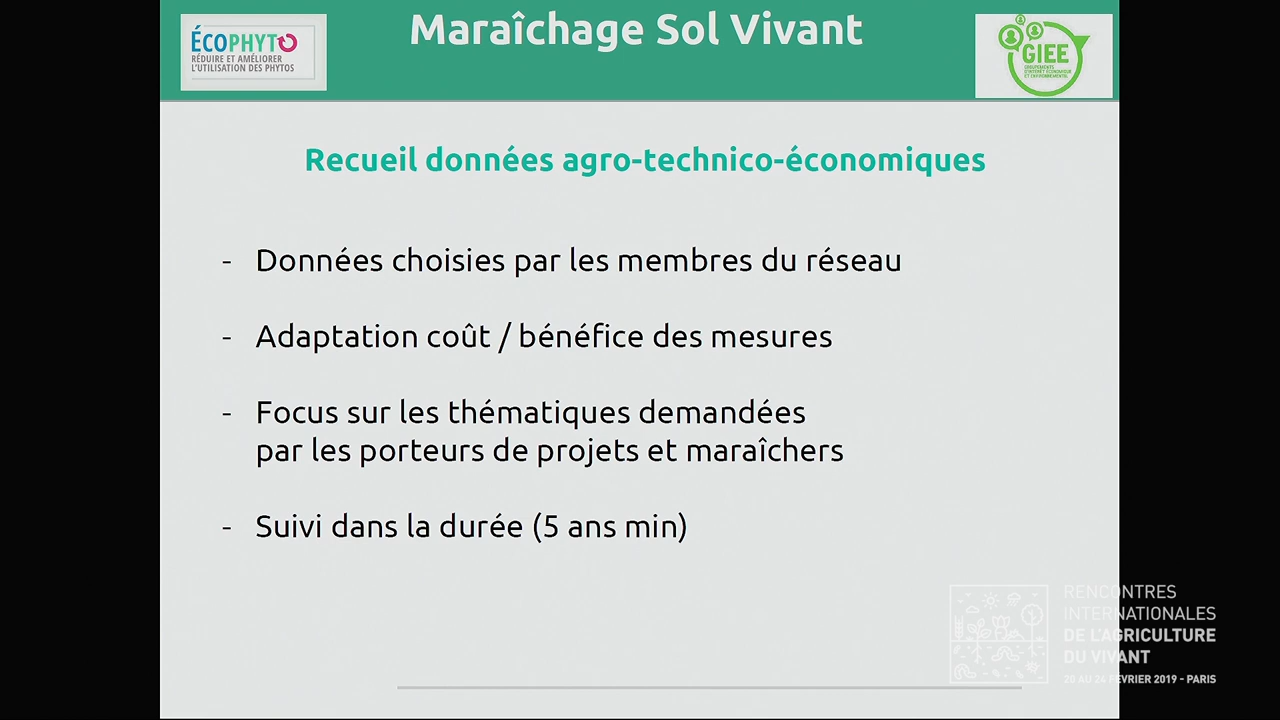 Maraîchage Sol Vivant
ÉCOPHYTO
RÉDUIRE ET AMÉLIORER
L'UTILISATION DES PHYTOS
GIEE
GROUPEMENTS
D'INTÉRÊT ÉCONOMIQUE
ET ENVIRONNEMENTAL
Recueil données agro-technico-économiques
- Données choisies par les membres du réseau
- Adaptation coût / bénéfice des mesures
- Focus sur les thématiques demandées
par les porteurs de projets et maraîchers
- Suivi dans la durée (5 ans min)
RENCONTRES
INTERNATIONALES
DE L'AGRICULTURE
DU VIVANT
20 AU 24 FÉVRIER 2019 - PARIS